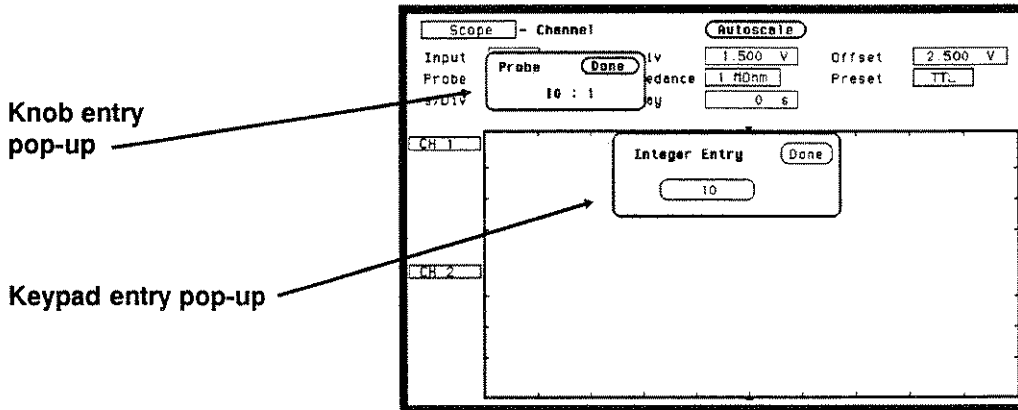 Scope - Channel Autoscale
Input iv 1.500 V Offset 2.500 V
Probe edance 1 MOhm Preset TTL
s/Div ay 0 s
Probe Done
10 : 1
Knob entry
pop-up
CH 1
Integer Entry Done
10
CH 2
Keypad entry pop-up